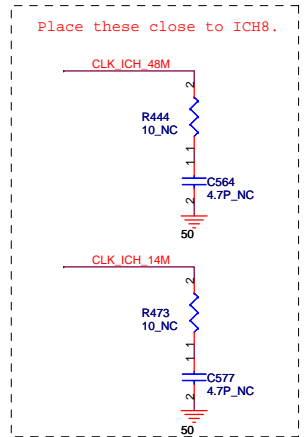 Place these close to ICH8.
CLK_ICH_48M
2
R444
10_NC
1
1
C564
4.7P_NC
2
50
CLK_ICH_14M
2
R473
10_NC
1
1
C577
4.7P_NC
2
50